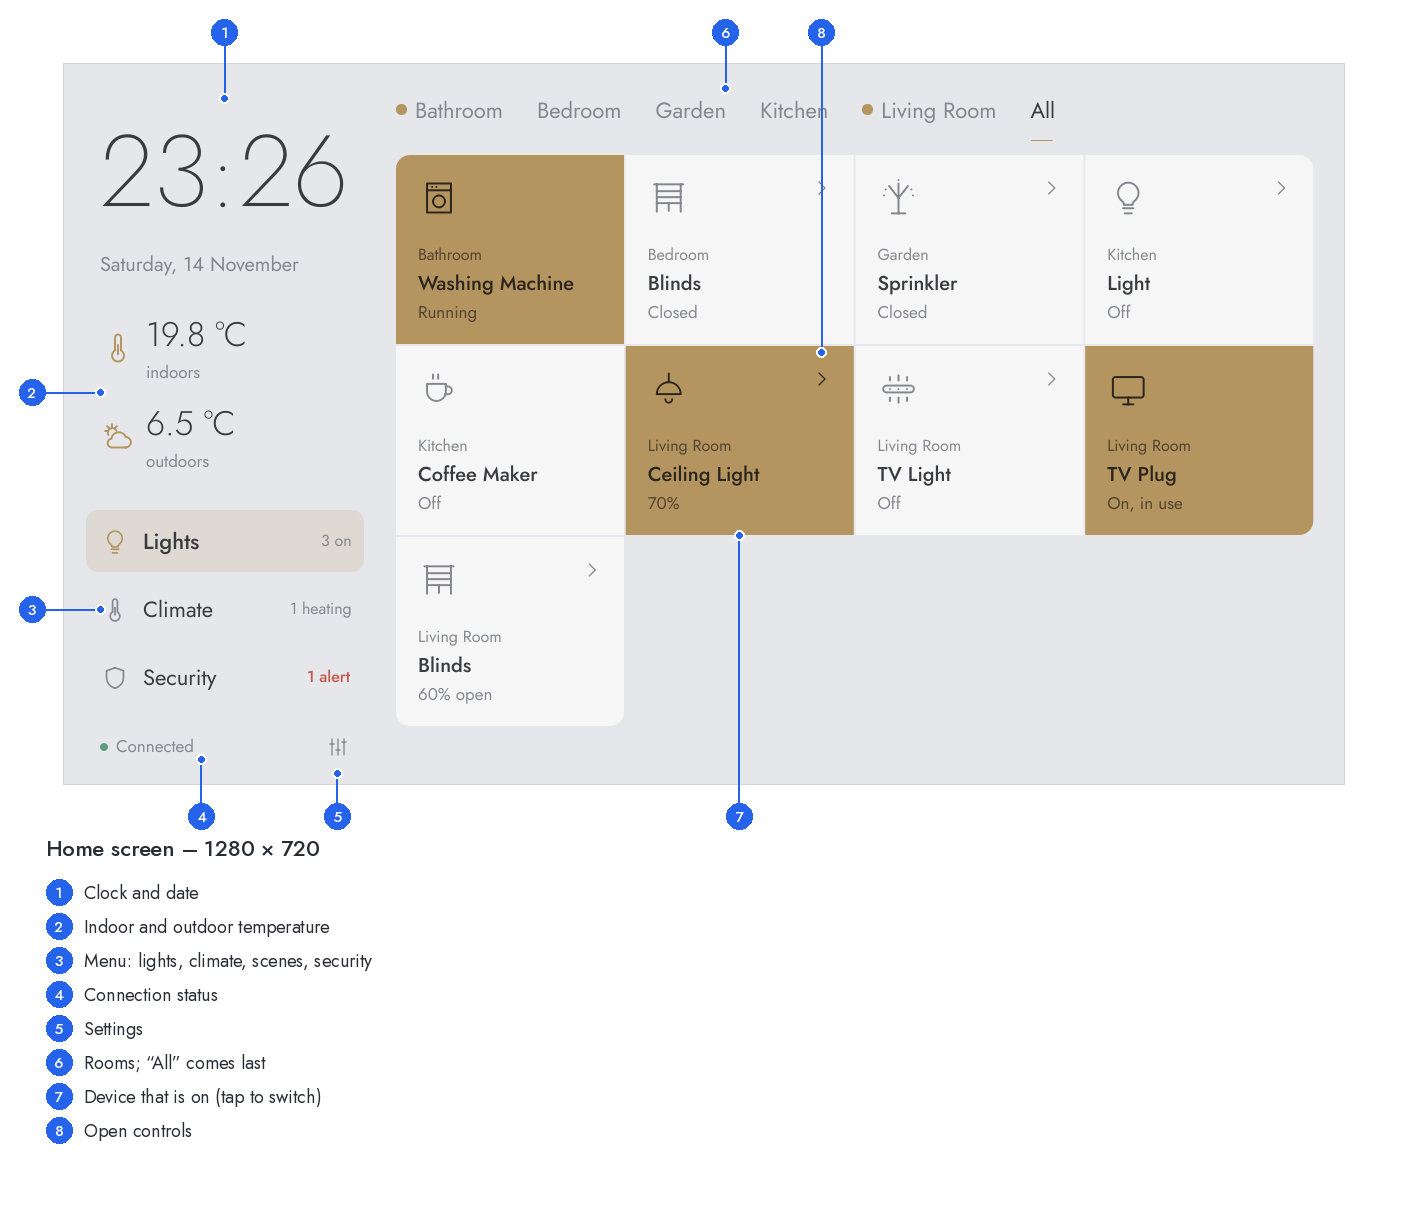 1
6
8
Bathroom
Bedroom
Garden
Kitchen
Living Room
All
23:26
Saturday, 14 November
19.8 °C
indoors
2
6.5 °C
outdoors
Lights
3 on
3
Climate
1 heating
Security
1 alert
Connected
Bathroom
Washing Machine
Running
Bedroom
Blinds
Closed
Garden
Sprinkler
Closed
Kitchen
Light
Off
Kitchen
Coffee Maker
Off
Living Room
Ceiling Light
70%
Living Room
TV Light
Off
Living Room
TV Plug
On, in use
Living Room
Blinds
60% open
4
5
7
Home screen – 1280 × 720
1 Clock and date
2 Indoor and outdoor temperature
3 Menu: lights, climate, scenes, security
4 Connection status
5 Settings
6 Rooms; “All” comes last
7 Device that is on (tap to switch)
8 Open controls